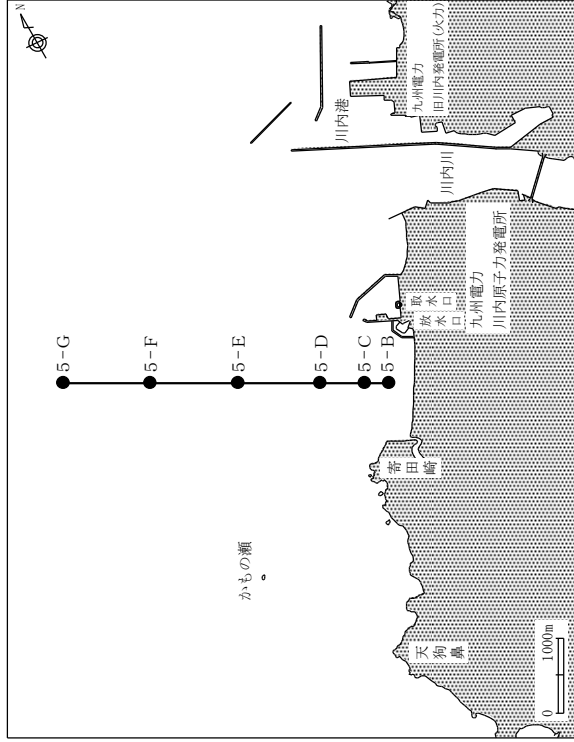 N
5-G
5-F
5-E
5-D
5-C
5-B
かもの瀬
天狗鼻
寄田崎
放水口
取水口
九州電力
川内原子力発電所
川内川
川内港
九州電力
旧川内発電所(火力)
0 1000m